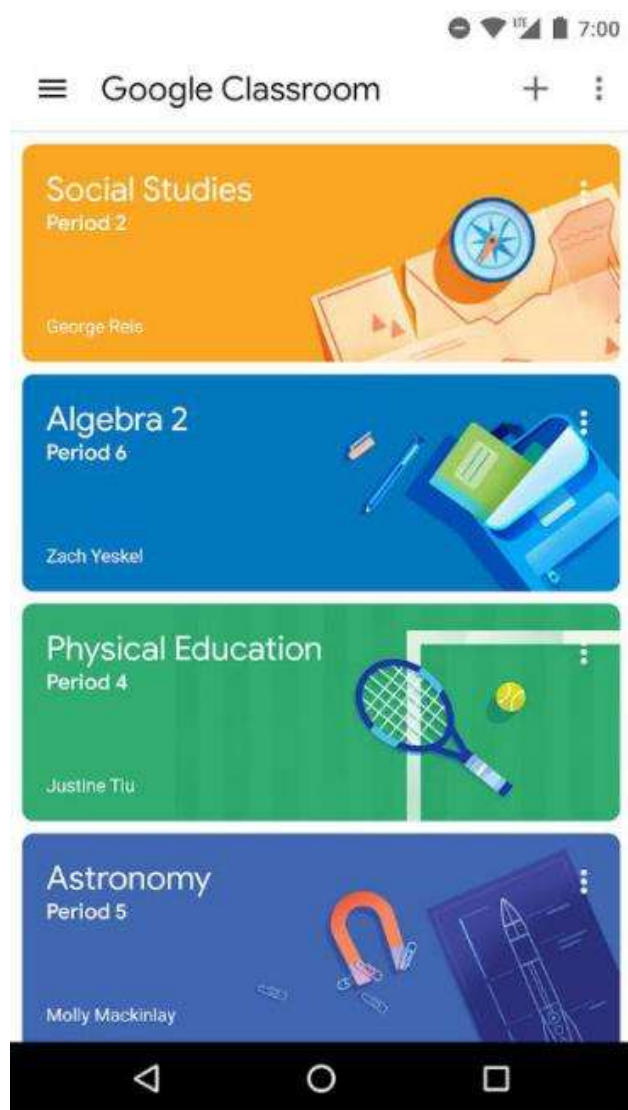 LTE 7:00
Google Classroom
Social Studies
Period 2
George Reis
Algebra 2
Period 6
Zach Yeskel
Physical Education
Period 4
Justine Tiu
Astronomy
Period 5
Molly Mackinlay